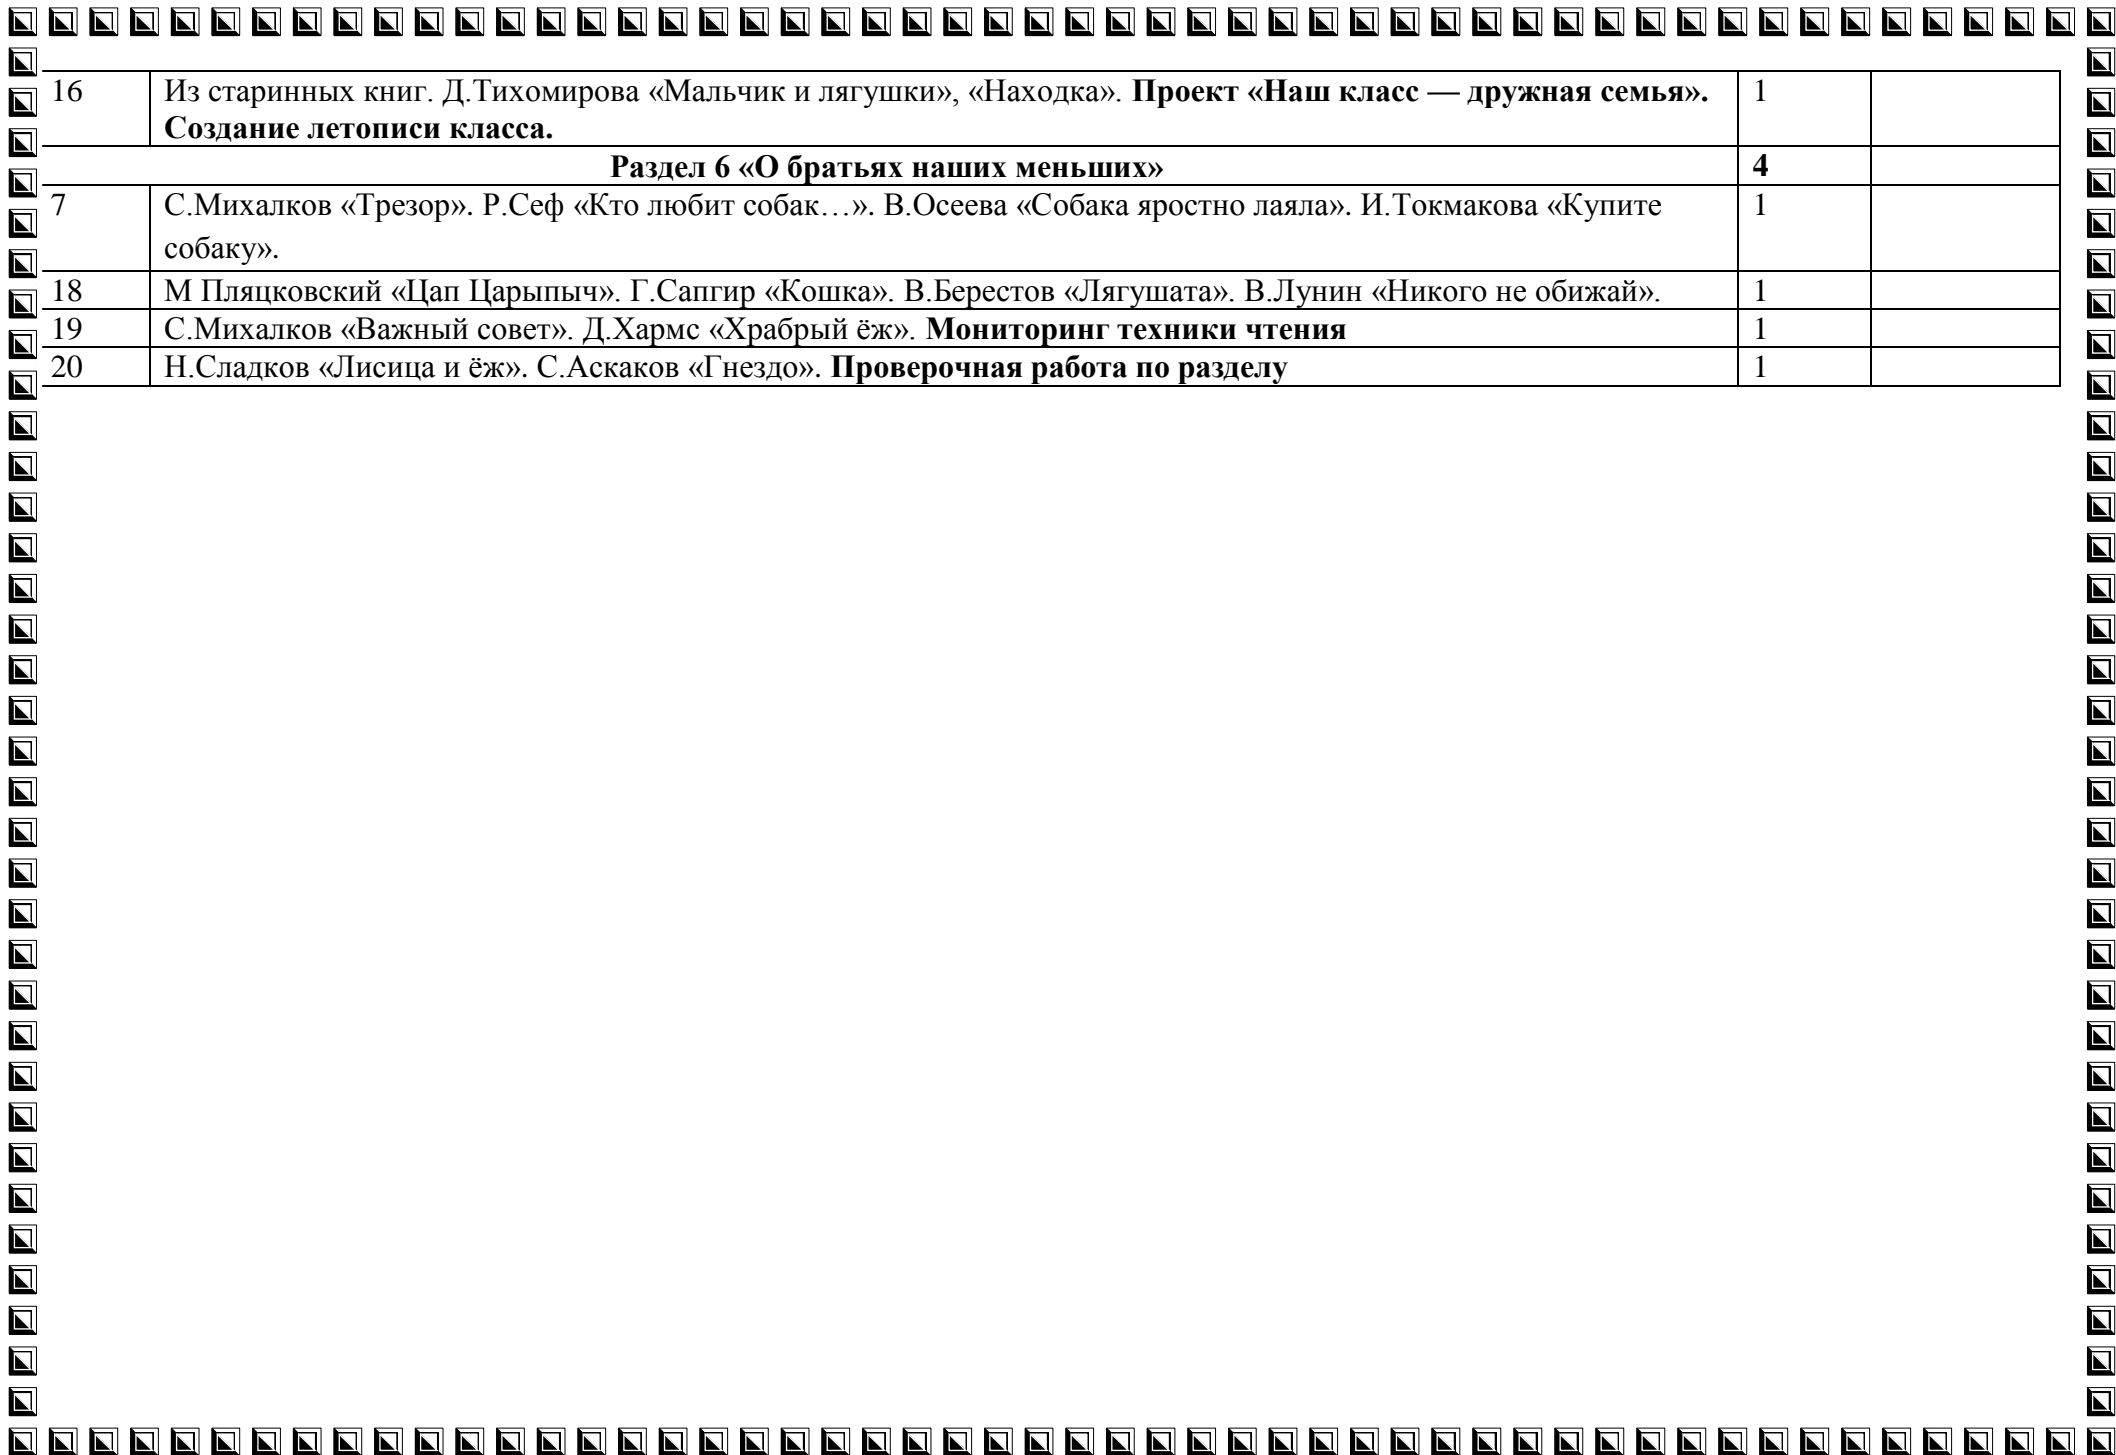 16 Из старинных книг. Д.Тихомирова «Мальчик и лягушки», «Находка». Проект «Наш класс — дружная семья». 1
Создание летописи класса.
Раздел 6 «О братьях наших меньших» 4
7 С.Михалков «Трезор». Р.Сеф «Кто любит собак…». В.Осеева «Собака яростно лаяла». И.Токмакова «Купите 1
собаку».
18 М Пляцковский «Цап Царыпыч». Г.Сапгир «Кошка». В.Берестов «Лягушата». В.Лунин «Никого не обижай». 1
19 С.Михалков «Важный совет». Д.Хармс «Храбрый ёж». Мониторинг техники чтения 1
20 Н.Сладков «Лисица и ёж». С.Аскаков «Гнездо». Проверочная работа по разделу 1